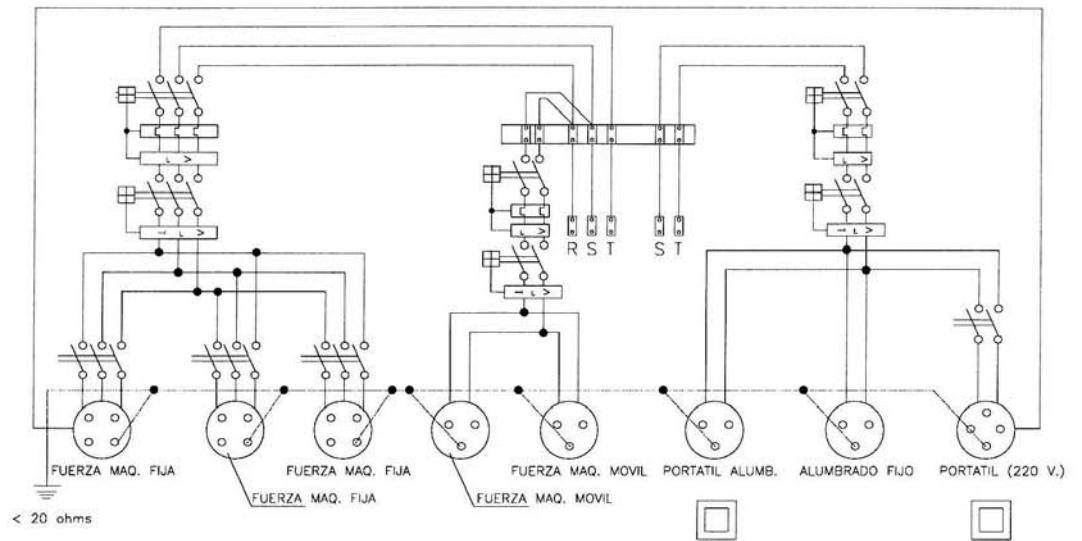 R S T S T
FUERZA MAQ. FIJA
FUERZA MAQ. FIJA
FUERZA MAQ. MOVIL
PORTATIL ALUMB.
ALUMBRADO FIJO
PORTATIL (220 V.)
FUERZA MAQ. FIJA
FUERZA MAQ. MOVIL
< 20 ohms